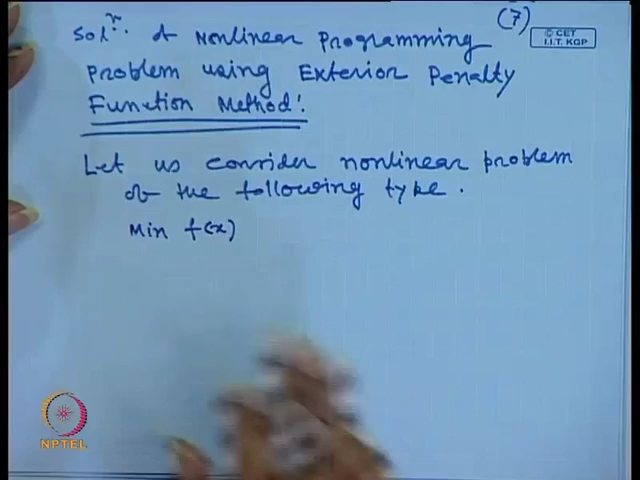 (7)
© CET
I.I.T. KGP
Solⁿ. of Nonlinear Programming
Problem using Exterior Penalty
Function Method:
Let us consider nonlinear problem
of the following type.
Min f(x)
NPTEL